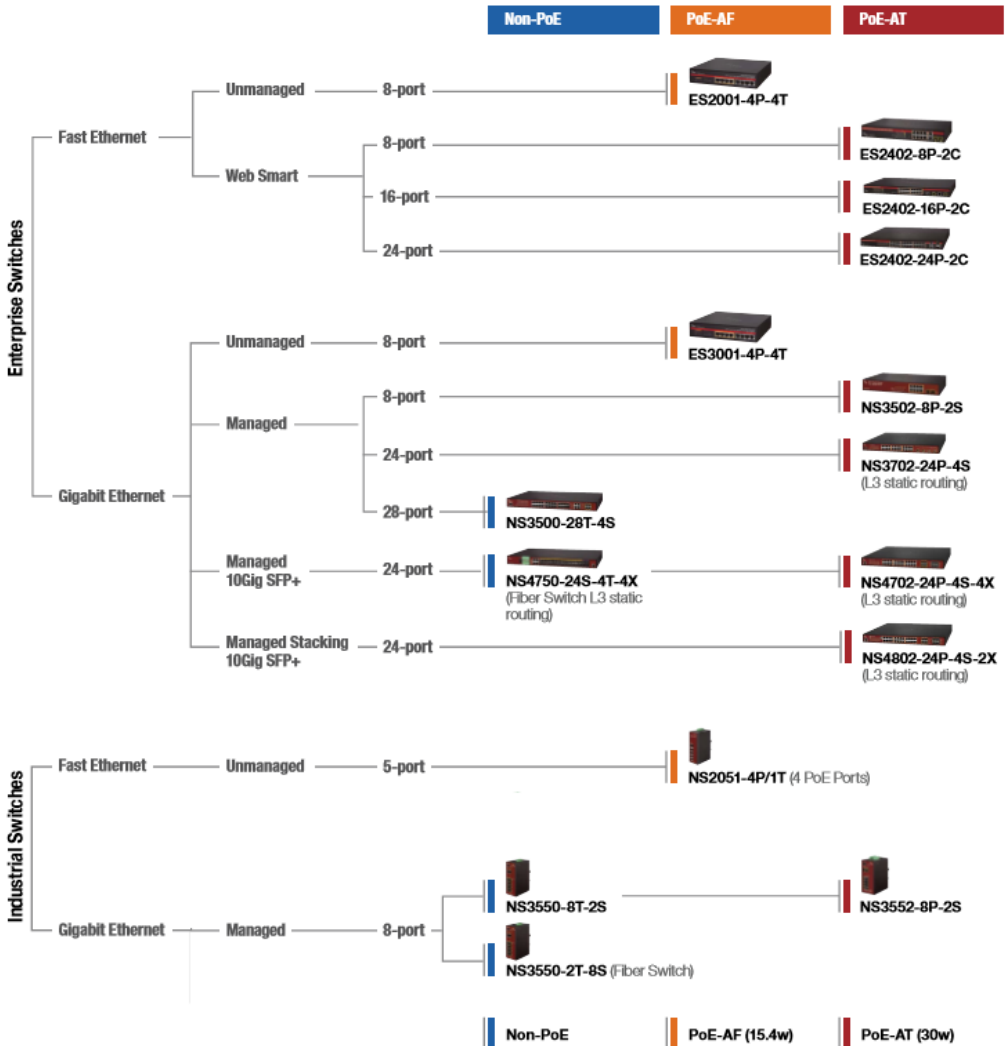 Non-PoE
PoE-AF
PoE-AT
Enterprise Switches
Fast Ethernet
Unmanaged
8-port
ES2001-4P-4T
Web Smart
8-port
ES2402-8P-2C
16-port
ES2402-16P-2C
24-port
ES2402-24P-2C
Gigabit Ethernet
Unmanaged
8-port
ES3001-4P-4T
Managed
8-port
NS3502-8P-2S
24-port
NS3702-24P-4S
(L3 static routing)
28-port
NS3500-28T-4S
Managed
10Gig SFP+
24-port
NS4750-24S-4T-4X
(Fiber Switch L3 static
routing)
NS4702-24P-4S-4X
(L3 static routing)
Managed Stacking
10Gig SFP+
24-port
NS4802-24P-4S-2X
(L3 static routing)
Industrial Switches
Fast Ethernet
Unmanaged
5-port
NS2051-4P/1T (4 PoE Ports)
Gigabit Ethernet
Managed
8-port
NS3550-8T-2S
NS3552-8P-2S
NS3550-2T-8S (Fiber Switch)
Non-PoE
PoE-AF (15.4w)
PoE-AT (30w)